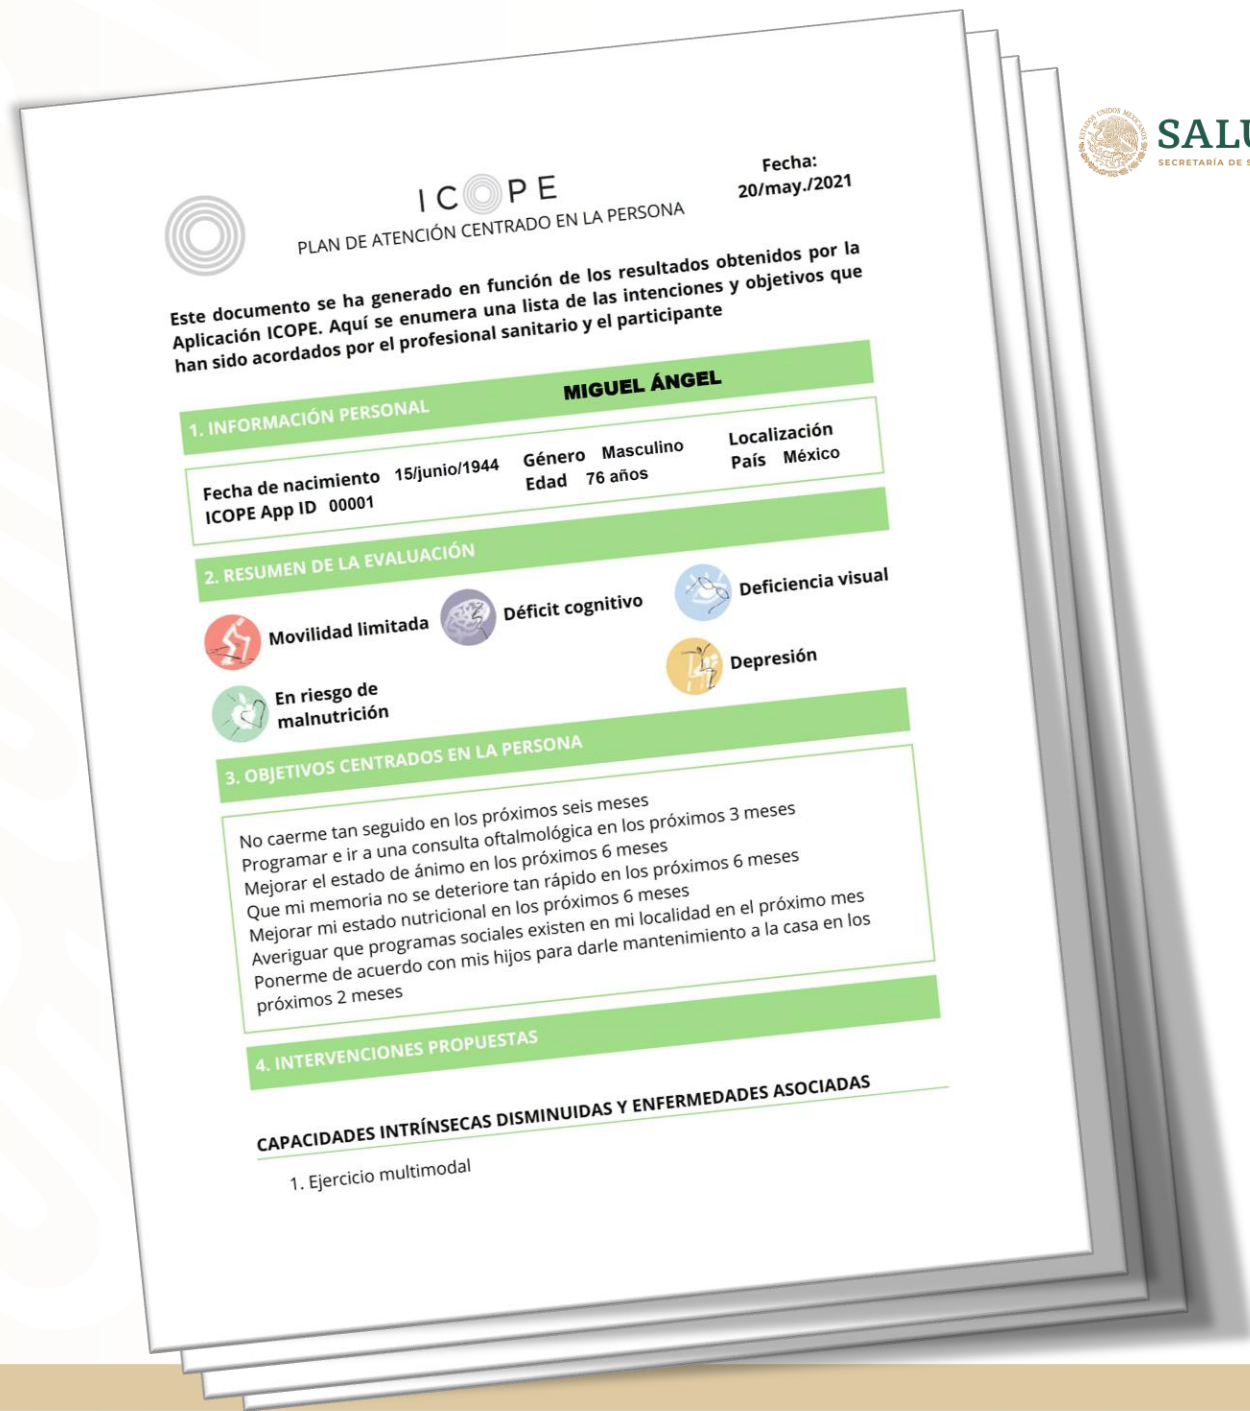 SALU
SECRETARÍA DE S
ESTADOS UNIDOS MEXICANOS
Fecha:
20/may./2021
ICOPE
PLAN DE ATENCIÓN CENTRADO EN LA PERSONA
Este documento se ha generado en función de los resultados obtenidos por la
Aplicación ICOPE. Aquí se enumera una lista de las intenciones y objetivos que
han sido acordados por el profesional sanitario y el participante
1. INFORMACIÓN PERSONAL MIGUEL ÁNGEL
Fecha de nacimiento 15/junio/1944 Género Masculino Localización
ICOPE App ID 00001 Edad 76 años País México
2. RESUMEN DE LA EVALUACIÓN
Movilidad limitada Déficit cognitivo Deficiencia visual
En riesgo de
malnutrición
Depresión
3. OBJETIVOS CENTRADOS EN LA PERSONA
No caerme tan seguido en los próximos seis meses
Programar e ir a una consulta oftalmológica en los próximos 3 meses
Mejorar el estado de ánimo en los próximos 6 meses
Que mi memoria no se deteriore tan rápido en los próximos 6 meses
Mejorar mi estado nutricional en los próximos 6 meses
Averiguar que programas sociales existen en mi localidad en el próximo mes
Ponerme de acuerdo con mis hijos para darle mantenimiento a la casa en los
próximos 2 meses
4. INTERVENCIONES PROPUESTAS
CAPACIDADES INTRÍNSECAS DISMINUIDAS Y ENFERMEDADES ASOCIADAS
1. Ejercicio multimodal